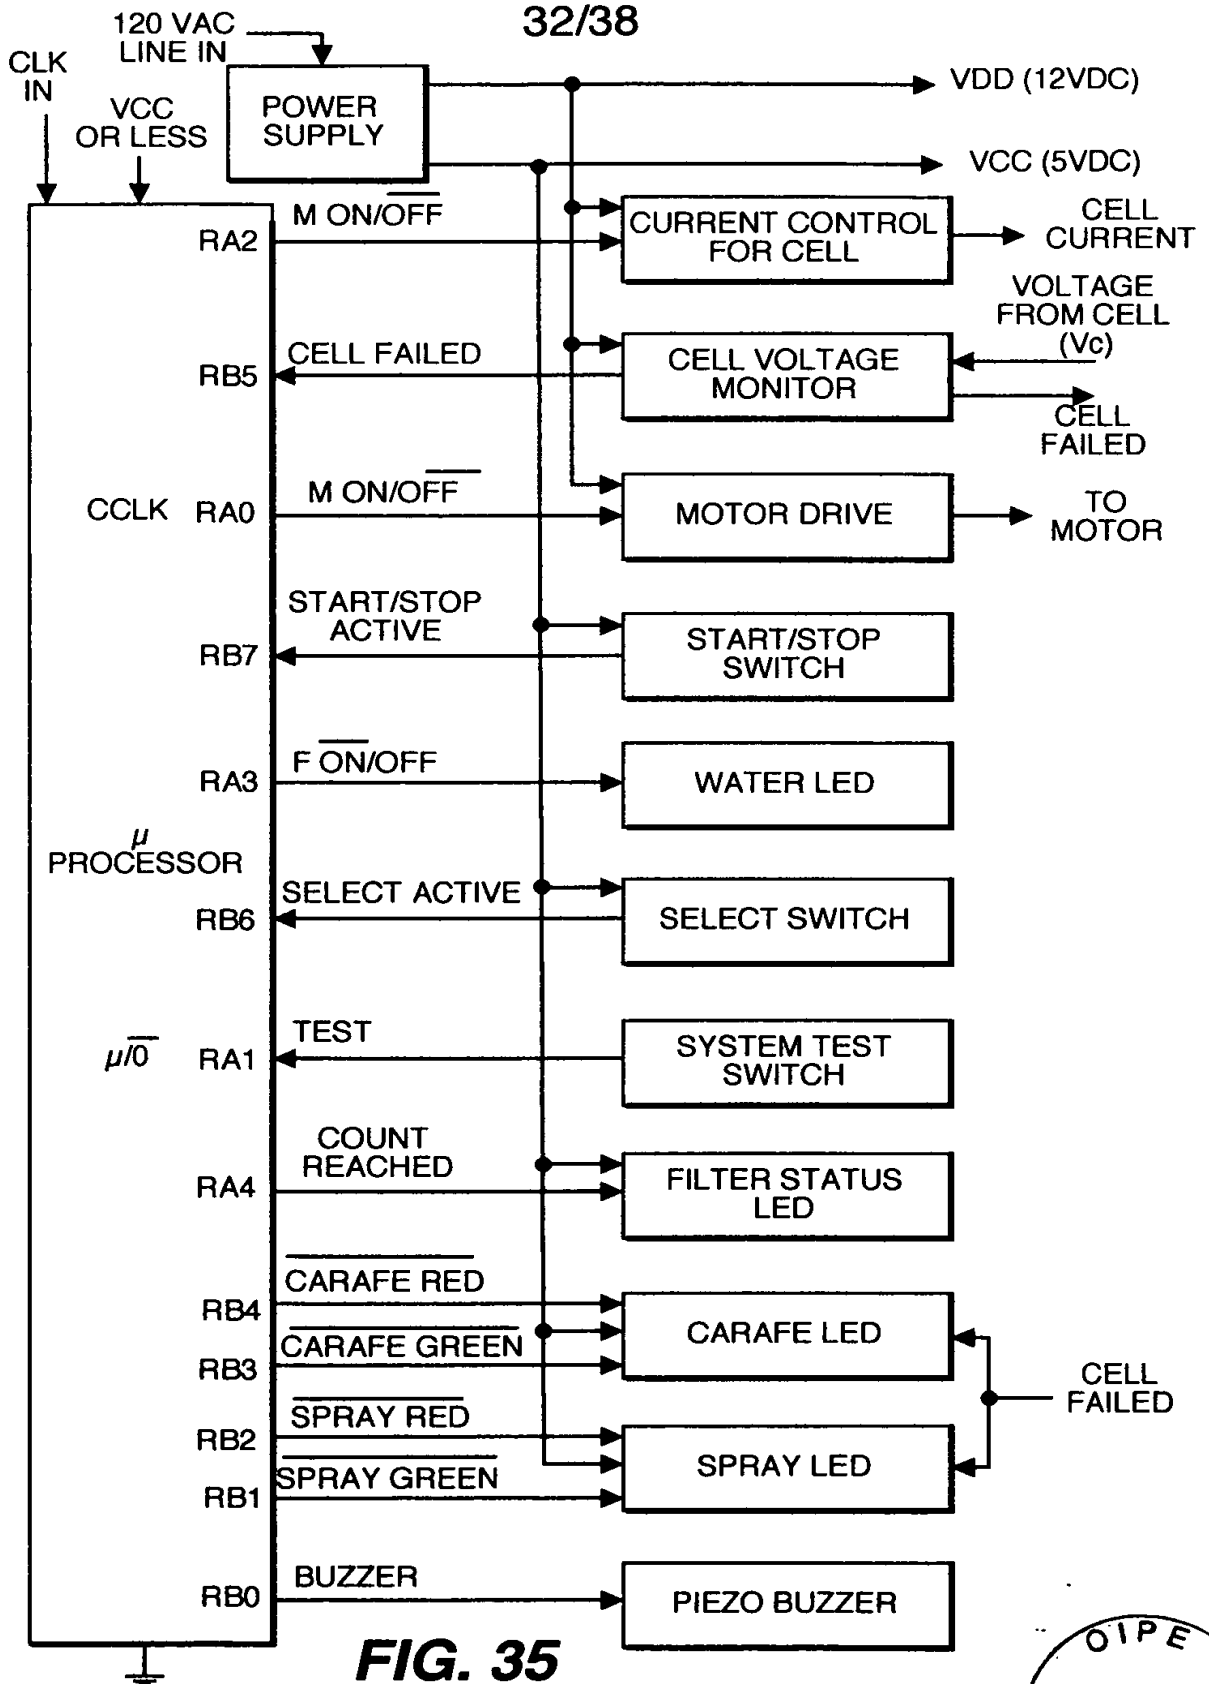 32/38
120 VAC
LINE IN
CLK
IN
VCC
OR LESS
POWER
SUPPLY
VDD (12VDC)
VCC (5VDC)
M ON/OFF
RA2
CURRENT CONTROL
FOR CELL
CELL
CURRENT
VOLTAGE
FROM CELL
(Vc)
CELL FAILED
RB5
CELL VOLTAGE
MONITOR
CELL
FAILED
M ON/OFF
CCLK RA0
MOTOR DRIVE
TO
MOTOR
START/STOP
ACTIVE
RB7
START/STOP
SWITCH
F ON/OFF
RA3
WATER LED
μ
PROCESSOR
SELECT ACTIVE
RB6
SELECT SWITCH
TEST
μ/0 RA1
SYSTEM TEST
SWITCH
COUNT
REACHED
RA4
FILTER STATUS
LED
CARAFE RED
RB4
CARAFE GREEN
RB3
CARAFE LED
CELL
FAILED
SPRAY RED
RB2
SPRAY GREEN
RB1
SPRAY LED
BUZZER
RB0
PIEZO BUZZER
FIG. 35
OIPE